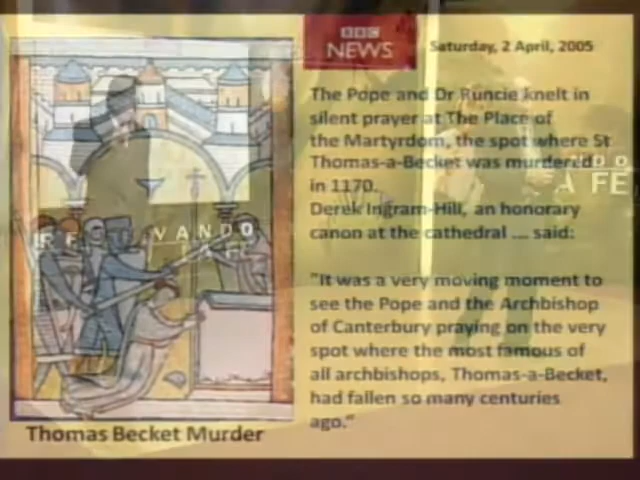 BBC
NEWS
Saturday, 2 April, 2005
The Pope and Dr Runcie knelt in
silent prayer at The Place of
the Martyrdom, the spot where St
Thomas-a-Becket was murdered
in 1170.
Derek Ingram-Hill, an honorary
canon at the cathedral ... said:
"It was a very moving moment to
see the Pope and the Archbishop
of Canterbury praying on the very
spot where the most famous of
all archbishops, Thomas-a-Becket,
had fallen so many centuries
ago."
VANDO
A FÉ
Thomas Becket Murder